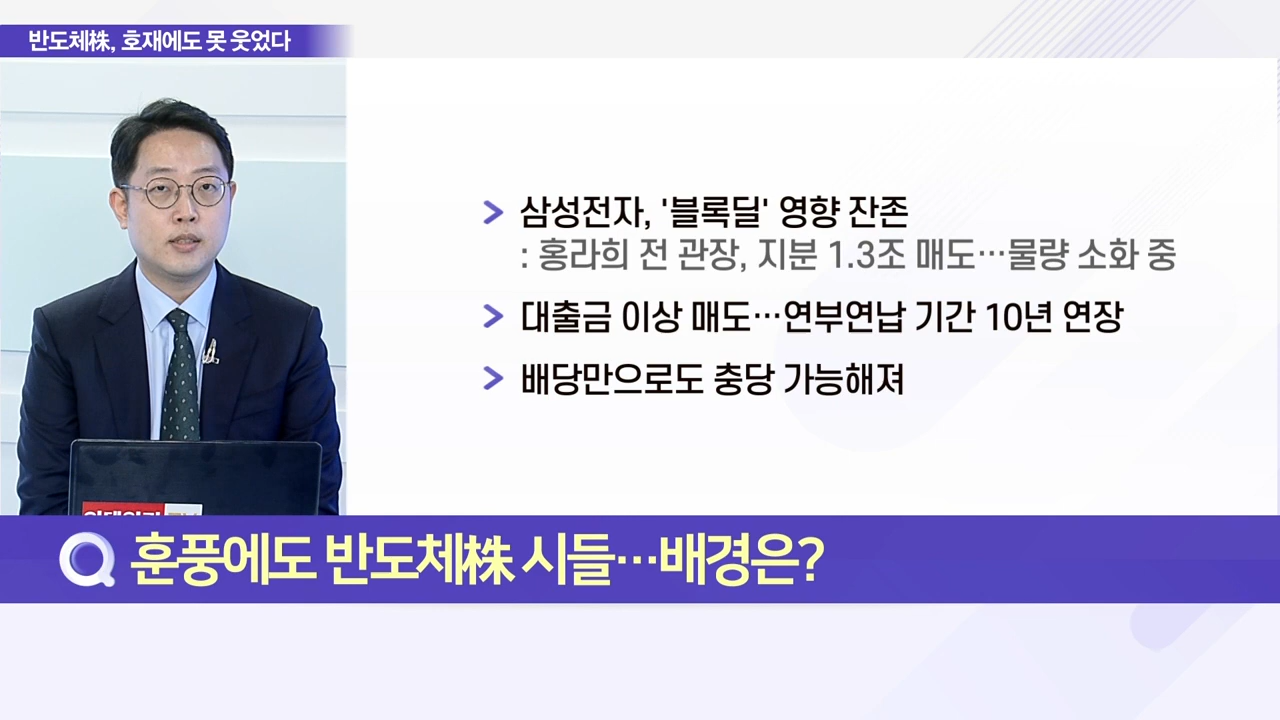 반도체株, 호재에도 못 웃었다
삼성전자, '블록딜' 영향 잔존
: 홍라희 전 관장, 지분 1.3조 매도…물량 소화 중
대출금 이상 매도…연부연납 기간 10년 연장
배당만으로도 충당 가능해져
훈풍에도 반도체株 시들…배경은?